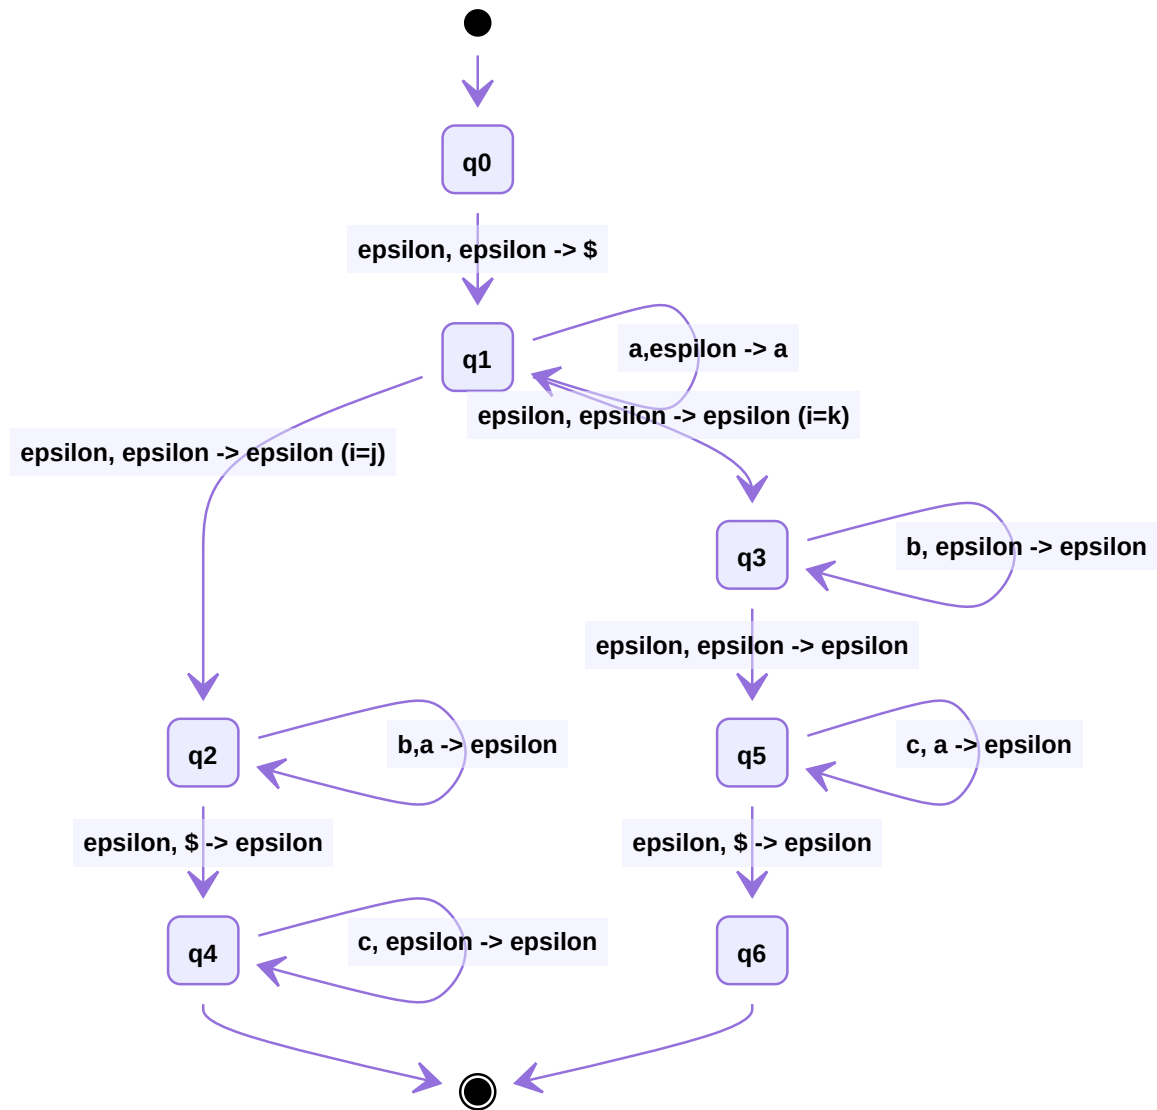 q0
epsilon, epsilon -> $
q1
a,espilon -> a
epsilon, epsilon -> epsilon (i=k)
epsilon, epsilon -> epsilon (i=j)
q3
b, epsilon -> epsilon
epsilon, epsilon -> epsilon
q2
b,a -> epsilon
q5
c, a -> epsilon
epsilon, $ -> epsilon
epsilon, $ -> epsilon
q4
c, epsilon -> epsilon
q6